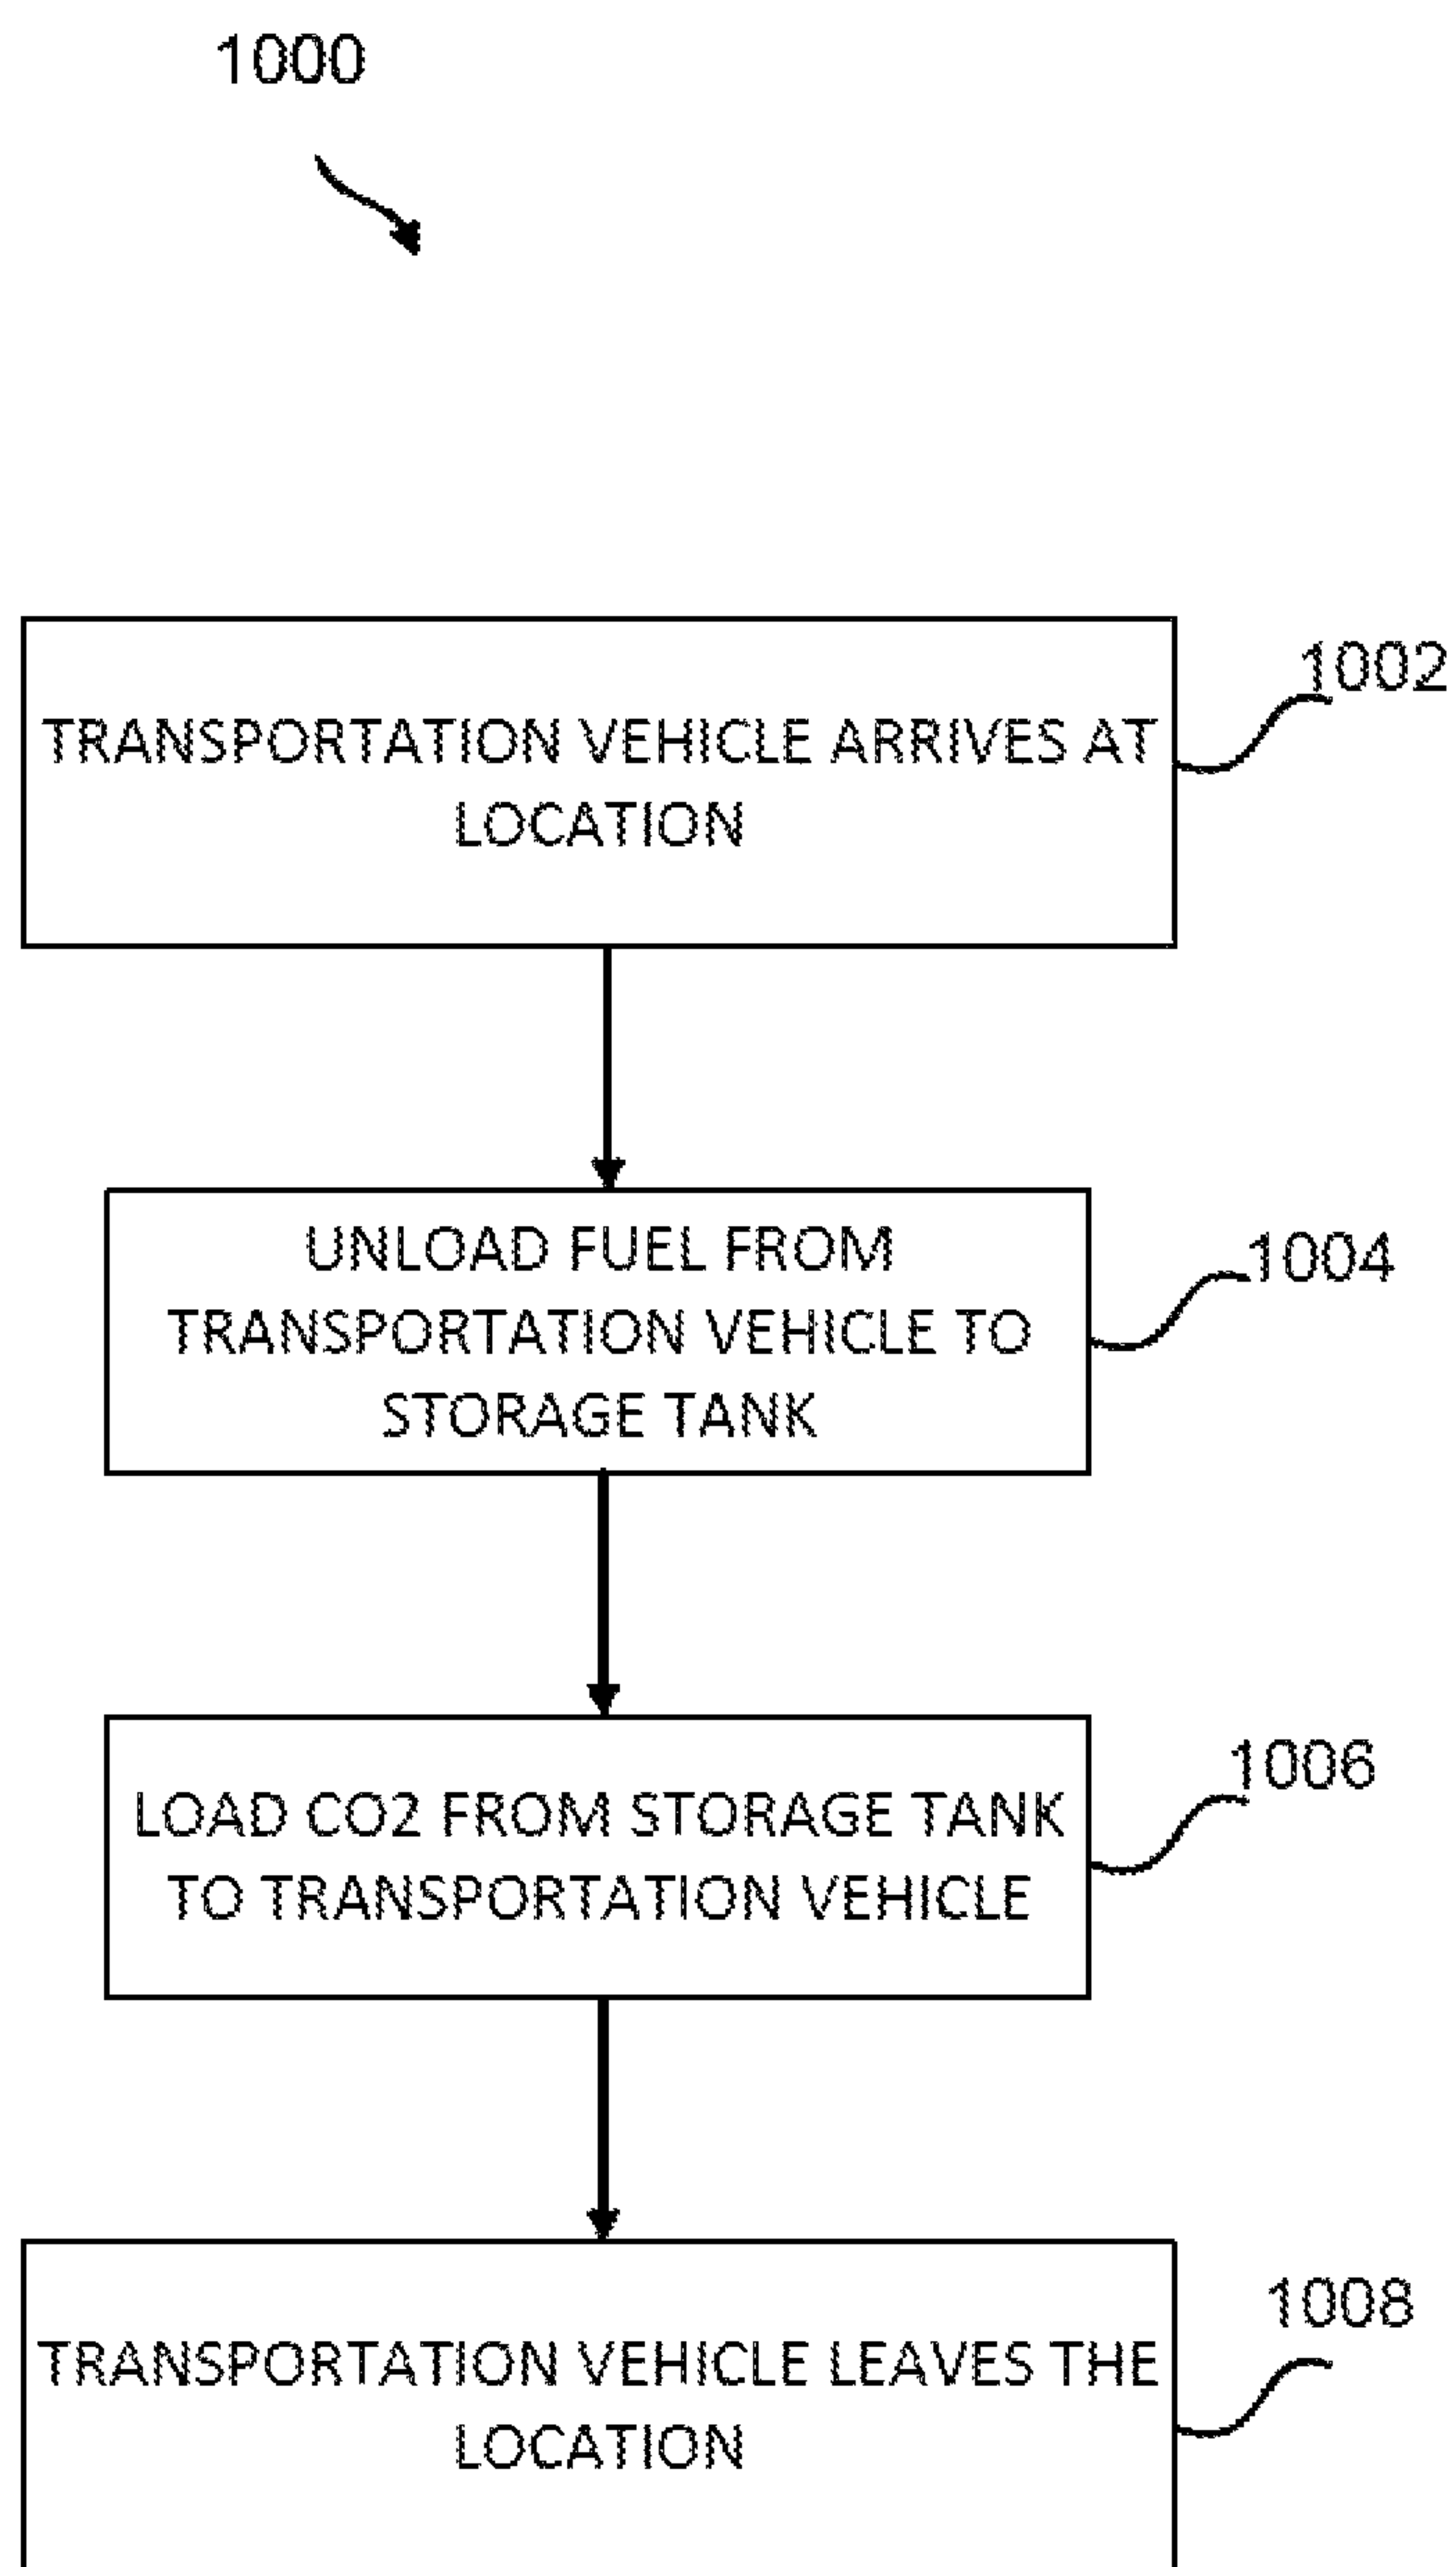 1000
TRANSPORTATION VEHICLE ARRIVES AT
LOCATION
1002
UNLOAD FUEL FROM
TRANSPORTATION VEHICLE TO
STORAGE TANK
1004
LOAD CO2 FROM STORAGE TANK
TO TRANSPORTATION VEHICLE
1006
TRANSPORTATION VEHICLE LEAVES THE
LOCATION
1008